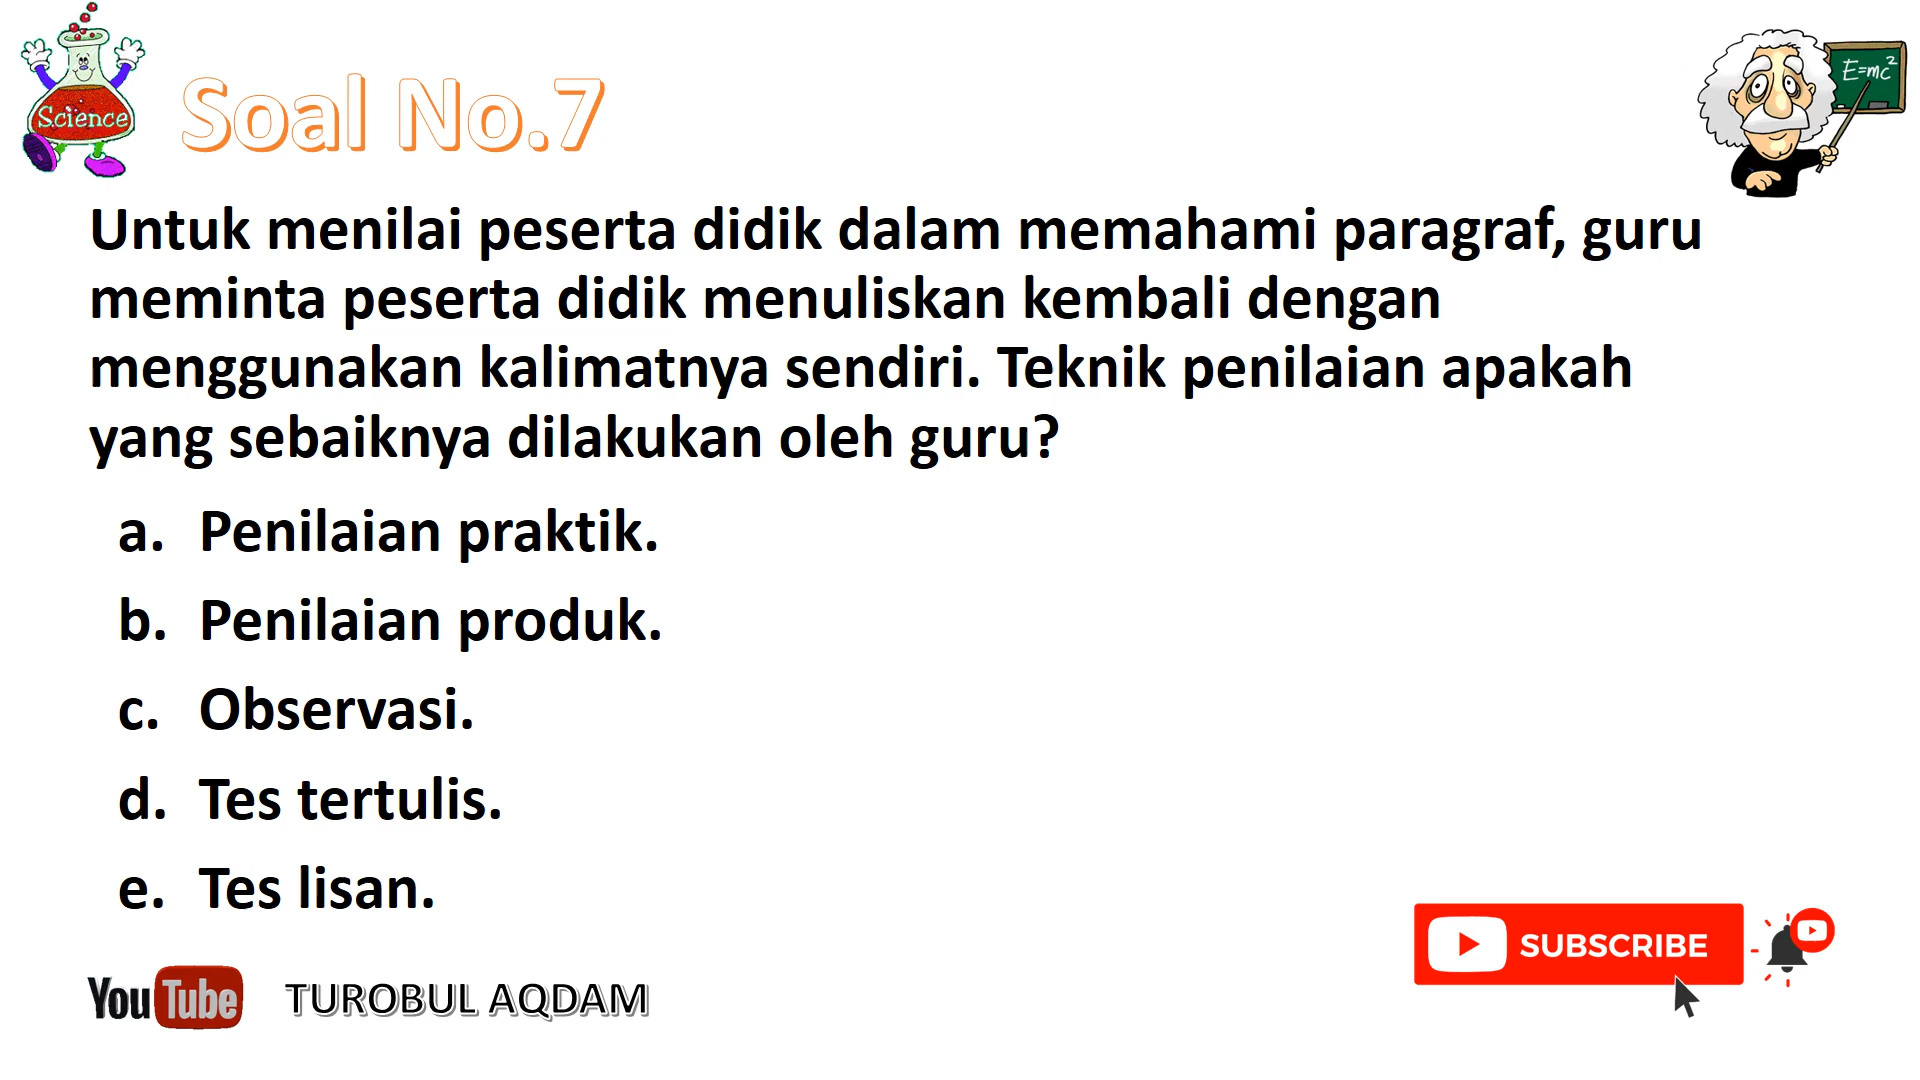 Science
Soal No.7
E=mc²
Untuk menilai peserta didik dalam memahami paragraf, guru
meminta peserta didik menuliskan kembali dengan
menggunakan kalimatnya sendiri. Teknik penilaian apakah
yang sebaiknya dilakukan oleh guru?
a. Penilaian praktik.
b. Penilaian produk.
c. Observasi.
d. Tes tertulis.
e. Tes lisan.
SUBSCRIBE
YouTube TUROBUL AQDAM